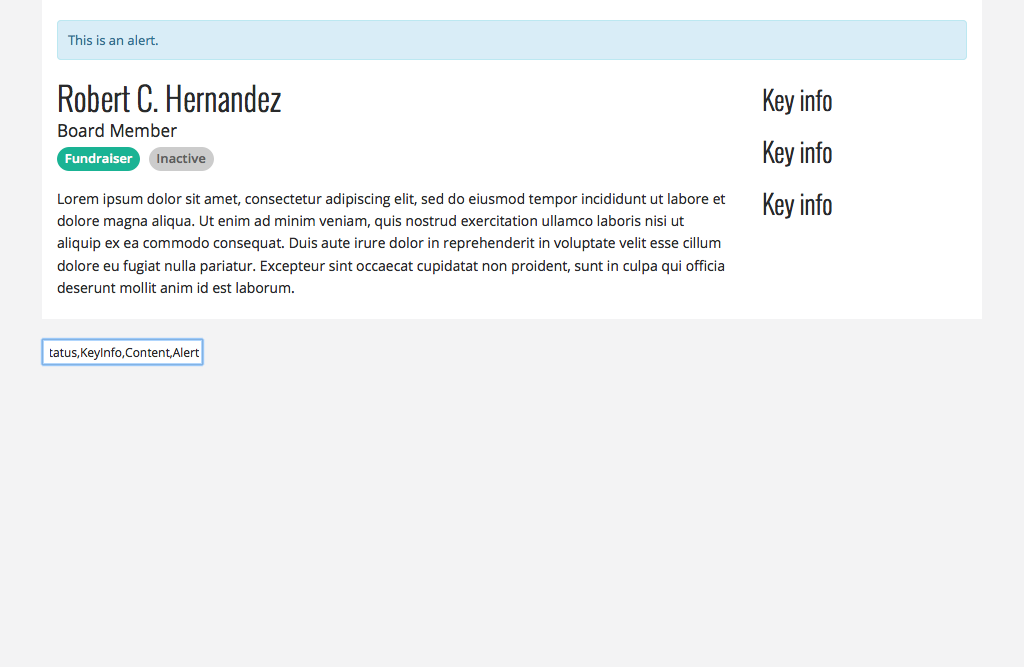 This is an alert.
Robert C. Hernandez
Board Member
Fundraiser Inactive
Lorem ipsum dolor sit amet, consectetur adipiscing elit, sed do eiusmod tempor incididunt ut labore et
dolore magna aliqua. Ut enim ad minim veniam, quis nostrud exercitation ullamco laboris nisi ut
aliquip ex ea commodo consequat. Duis aute irure dolor in reprehenderit in voluptate velit esse cillum
dolore eu fugiat nulla pariatur. Excepteur sint occaecat cupidatat non proident, sunt in culpa qui officia
deserunt mollit anim id est laborum.
Key info
Key info
Key info
tatus,KeyInfo,Content,Alert